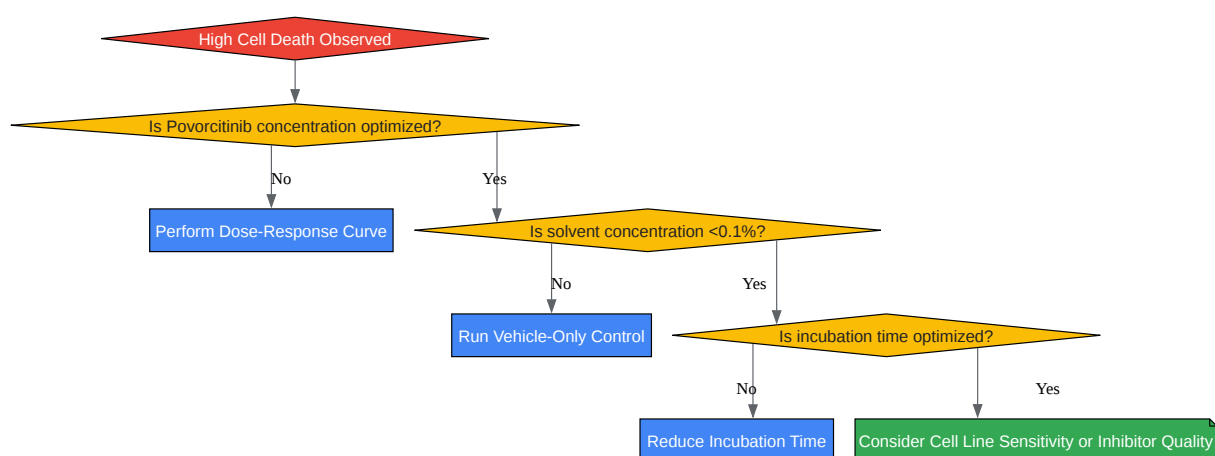 High Cell Death Observed
Is Povorcitinib concentration optimized?
No
Yes
Perform Dose-Response Curve
Is solvent concentration <0.1%?
No
Yes
Run Vehicle-Only Control
Is incubation time optimized?
No
Yes
Reduce Incubation Time
Consider Cell Line Sensitivity or Inhibitor Quality